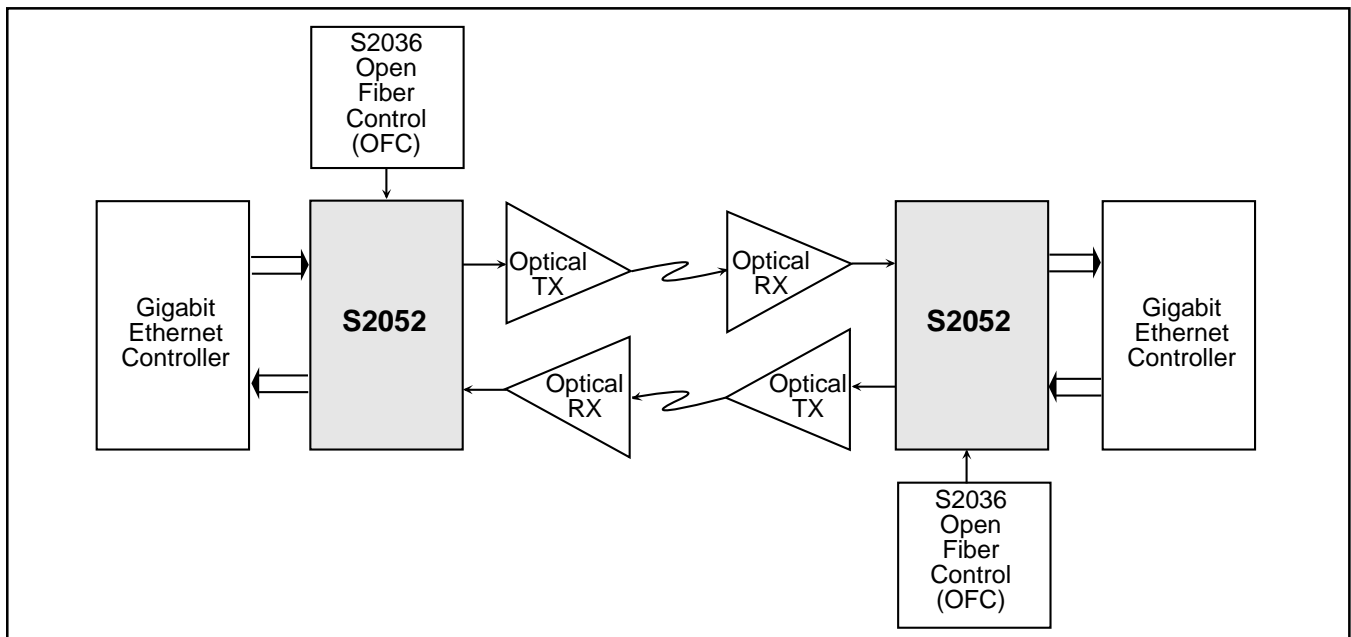 S2036
Open
Fiber
Control
(OFC)
Gigabit
Ethernet
Controller
S2052
Optical
TX
Optical
RX
S2052
Gigabit
Ethernet
Controller
Optical
RX
Optical
TX
S2036
Open
Fiber
Control
(OFC)